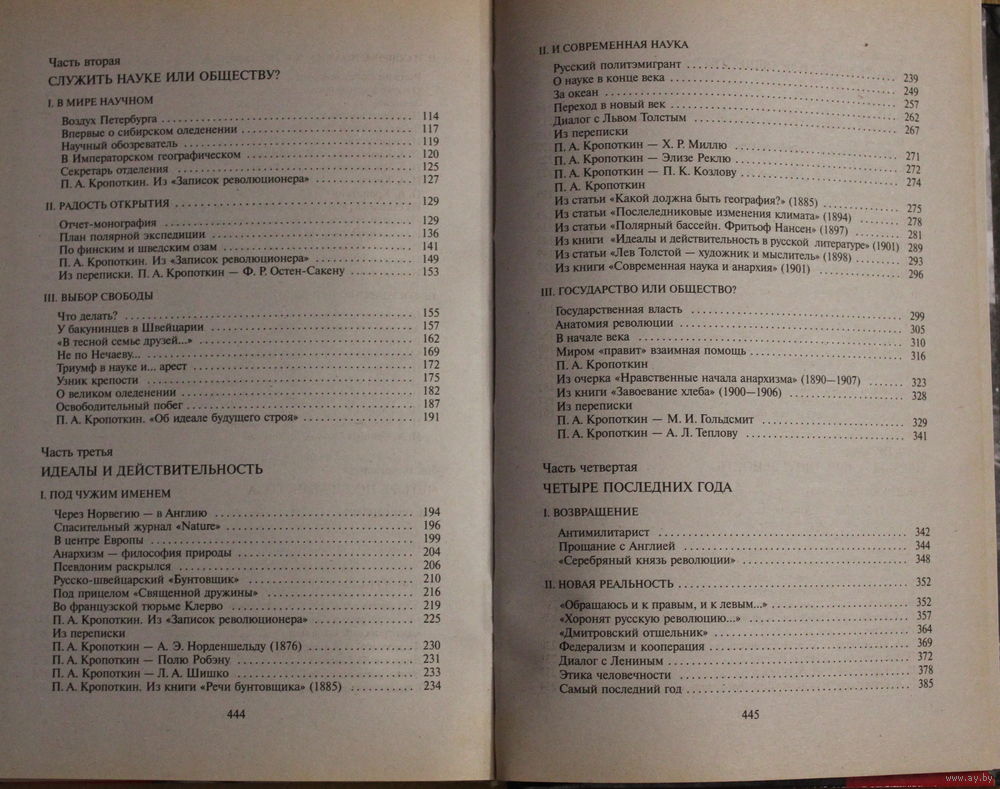 Часть вторая
СЛУЖИТЬ НАУКЕ ИЛИ ОБЩЕСТВУ?
I. В МИРЕ НАУЧНОМ
Воздух Петербурга 114
Впервые о сибирском оледенении 117
Научный обозреватель 119
В Императорском географическом 120
Секретарь отделения 125
П. А. Кропоткин. Из «Записок революционера» 127
II. РАДОСТЬ ОТКРЫТИЯ 129
Отчет-монография 129
План полярной экспедиции 136
По финским и шведским озам 141
П. А. Кропоткин. Из «Записок революционера» 149
Из переписки. П. А. Кропоткин — Ф. Р. Остен-Сакену 153
III. ВЫБОР СВОБОДЫ
Что делать? 155
У бакунинцев в Швейцарии 157
«В тесной семье друзей...» 162
Не по Нечаеву... 169
Триумф в науке и... арест 172
Узник крепости 175
О великом оледенении 182
Освободительный побег 187
П. А. Кропоткин. «Об идеале будущего строя» 191
Часть третья
ИДЕАЛЫ И ДЕЙСТВИТЕЛЬНОСТЬ
I. ПОД ЧУЖИМ ИМЕНЕМ
Через Норвегию — в Англию 194
Спасительный журнал «Nature» 196
В центре Европы 199
Анархизм — философия природы 204
Псевдоним раскрылся 206
Русско-швейцарский «Бунтовщик» 210
Под прицелом «Священной дружины» 216
Во французской тюрьме Клерво 219
П. А. Кропоткин. Из «Записок революционера» 225
Из переписки
П. А. Кропоткин — А. Э. Норденшельду (1876) 230
П. А. Кропоткин — Полю Робэну 231
П. А. Кропоткин — Л. А. Шишко 233
П. А. Кропоткин. Из книги «Речи бунтовщика» (1885) 234
444
II. И СОВРЕМЕННАЯ НАУКА
Русский политэмигрант 239
О науке в конце века 249
За океан 257
Переход в новый век 262
Диалог с Львом Толстым 267
Из переписки
П. А. Кропоткин — Х. Р. Миллю 271
П. А. Кропоткин — Элизе Реклю 272
П. А. Кропоткин — П. К. Козлову 274
П. А. Кропоткин
Из статьи «Какой должна быть география?» (1885) 275
Из статьи «Послеледниковые изменения климата» (1894) 278
Из статьи «Полярный бассейн. Фритьоф Нансен» (1897) 281
Из книги «Идеалы и действительность в русской литературе» (1901) 289
Из статьи «Лев Толстой — художник и мыслитель» (1898) 293
Из книги «Современная наука и анархия» (1901) 296
III. ГОСУДАРСТВО ИЛИ ОБЩЕСТВО?
Государственная власть 299
Анатомия революции 305
В начале века 310
Миром «правит» взаимная помощь 316
П. А. Кропоткин
Из очерка «Нравственные начала анархизма» (1890—1907) 323
Из книги «Завоевание хлеба» (1900—1906) 328
Из переписки
П. А. Кропоткин — М. И. Гольдсмит 329
П. А. Кропоткин — А. Л. Теплову 341
Часть четвертая
ЧЕТЫРЕ ПОСЛЕДНИХ ГОДА
I. ВОЗВРАЩЕНИЕ
Антимилитарист 342
Прощание с Англией 344
«Серебряный князь революции» 348
II. НОВАЯ РЕАЛЬНОСТЬ 352
«Обращаюсь и к правым, и к левым...» 352
«Хоронят русскую революцию...» 357
«Дмитровский отшельник» 364
Федерализм и кооперация 369
Диалог с Лениным 372
Этика человечности 378
Самый последний год 385
445
www.ay.by